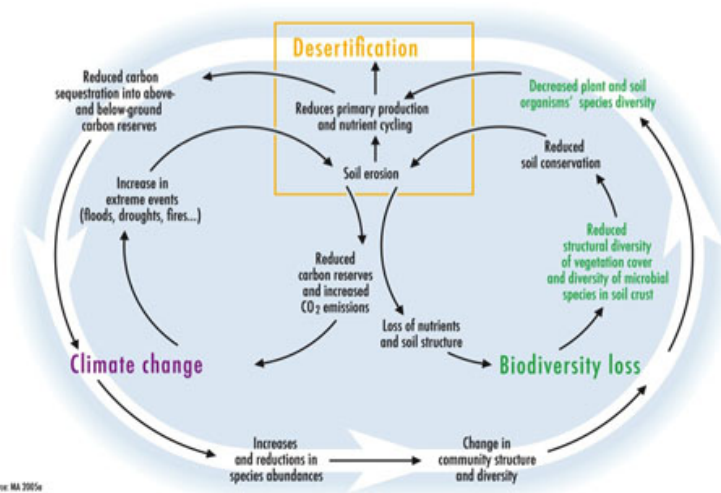 Desertification
Reduced carbon
sequestration into above-
and below-ground
carbon reserves
Reduces primary production
and nutrient cycling
Decreased plant and soil
organisms' species diversity
Soil erosion
Reduced
soil conservation
Increase in
extreme events
(floods, droughts, fires...)
Reduced
structural diversity
of vegetation cover
and diversity of microbial
species in soil crust
Reduced
carbon reserves
and increased
CO₂ emissions
Loss of nutrients
and soil structure
Climate change
Biodiversity loss
Increases
and reductions in
species abundances
Change in
community structure
and diversity
MA 2005a